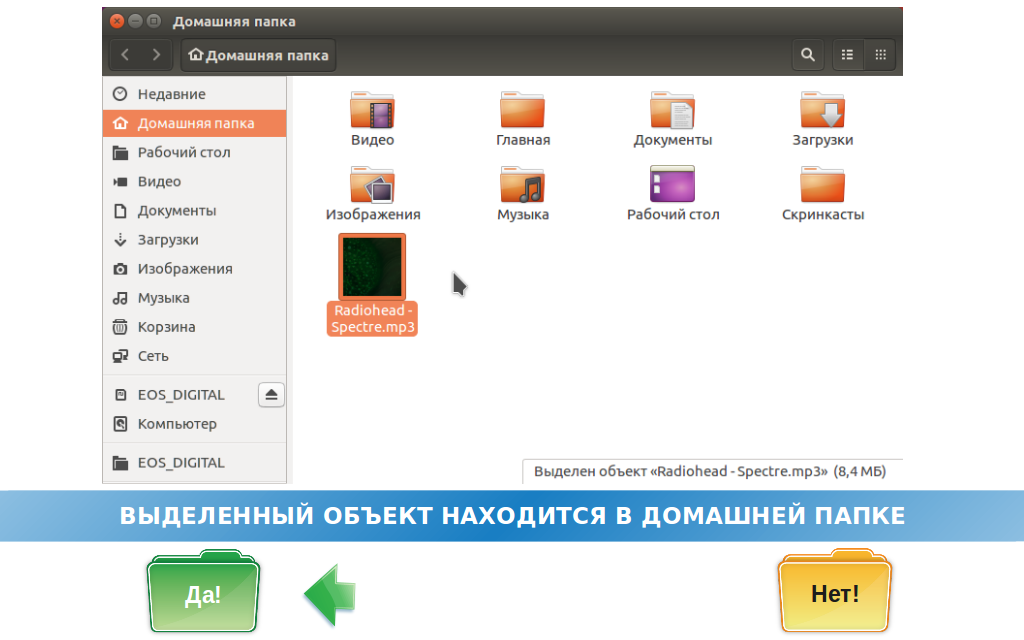 Домашняя папка
Домашняя папка
Недавние
Домашняя папка
Рабочий стол
Видео
Документы
Загрузки
Изображения
Музыка
Корзина
Сеть
EOS_DIGITAL
Компьютер
EOS_DIGITAL
Видео
Главная
Документы
Загрузки
Изображения
Музыка
Рабочий стол
Скринкасты
Radiohead -
Spectre.mp3
Выделен объект «Radiohead - Spectre.mp3» (8,4 МБ)
ВЫДЕЛЕННЫЙ ОБЪЕКТ НАХОДИТСЯ В ДОМАШНЕЙ ПАПКЕ
Да!
Нет!